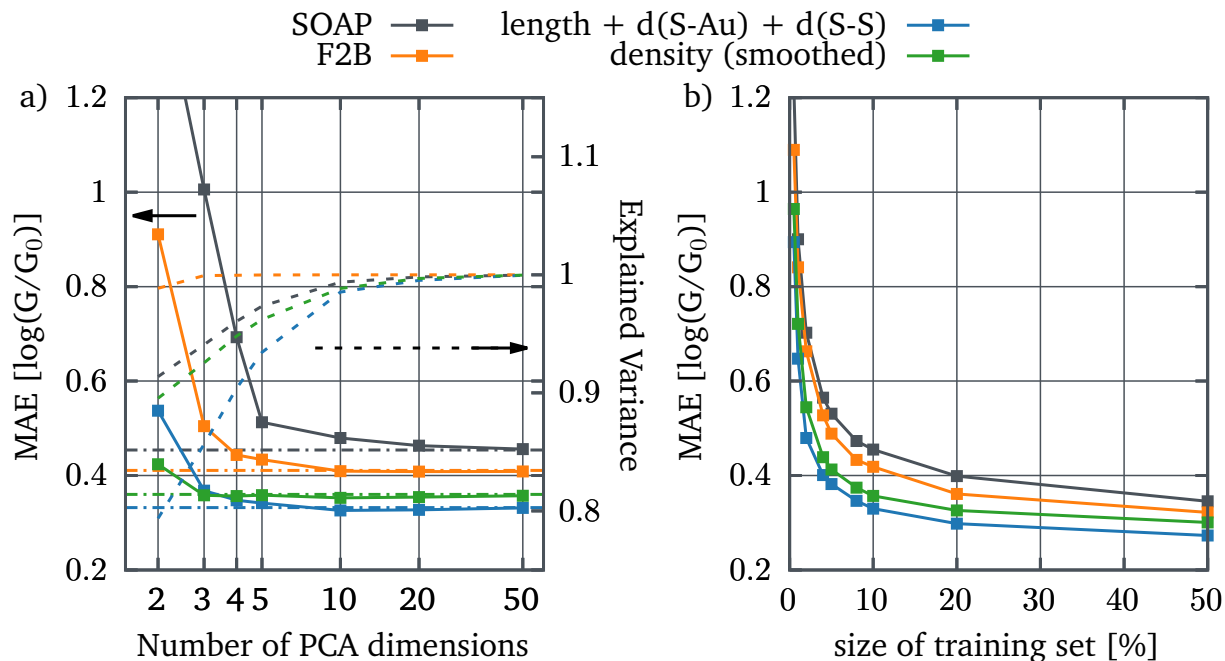 SOAP
length + d(S-Au) + d(S-S)
F2B
density (smoothed)
a)
1.2
1
0.8
0.6
0.4
0.2
MAE [log(G/G₀)]
2 3 4 5 10 20 50
Number of PCA dimensions
1.1
1
0.9
0.8
Explained Variance
b)
1.2
1
0.8
0.6
0.4
0.2
MAE [log(G/G₀)]
0 10 20 30 40 50
size of training set [%]